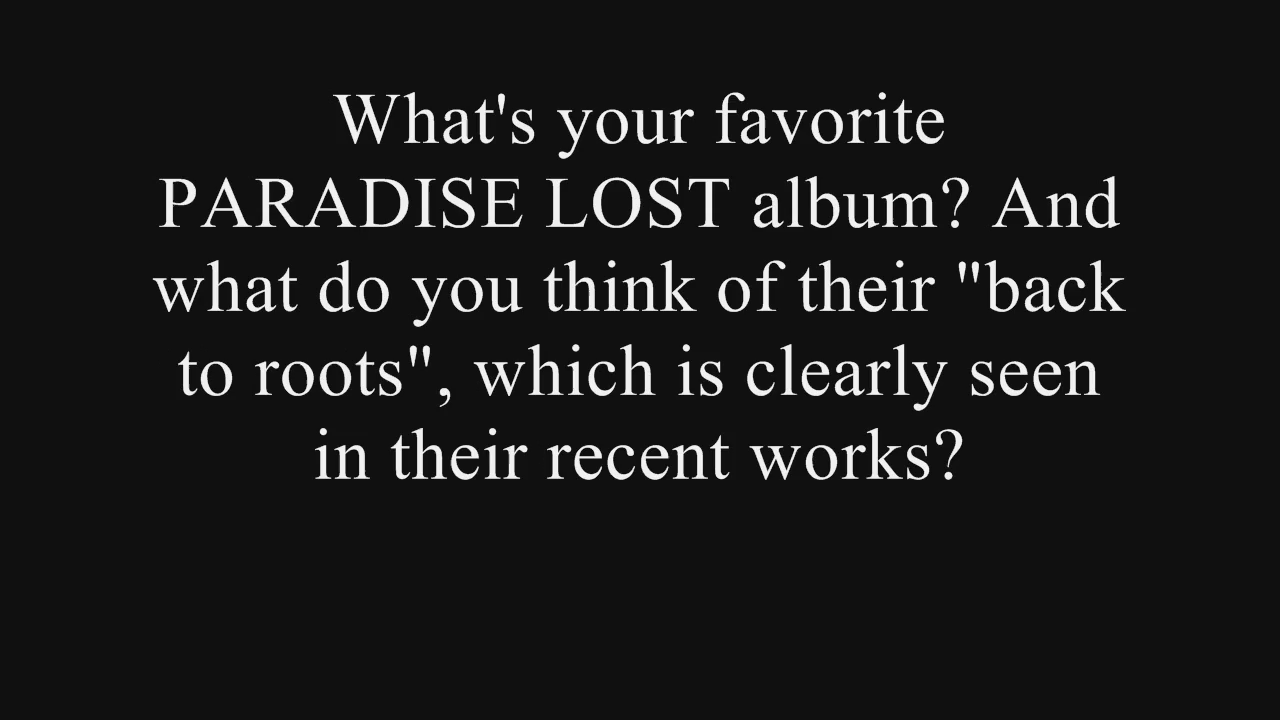 What's your favorite
PARADISE LOST album? And
what do you think of their "back
to roots", which is clearly seen
in their recent works?